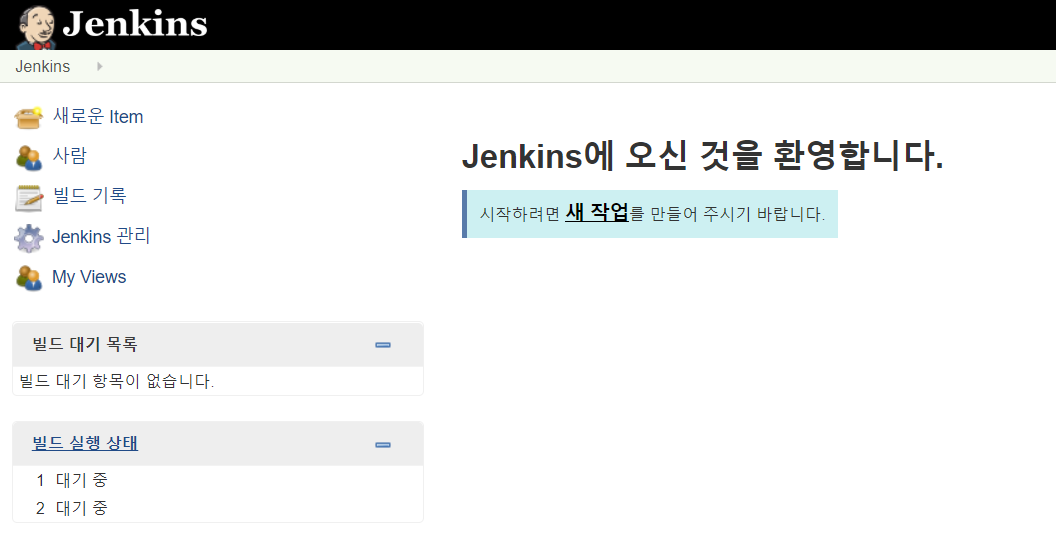 Jenkins
Jenkins
새로운 Item
사람
빌드 기록
Jenkins 관리
My Views
빌드 대기 목록
빌드 대기 항목이 없습니다.
빌드 실행 상태
1 대기 중
2 대기 중
Jenkins에 오신 것을 환영합니다.
시작하려면 새 작업를 만들어 주시기 바랍니다.